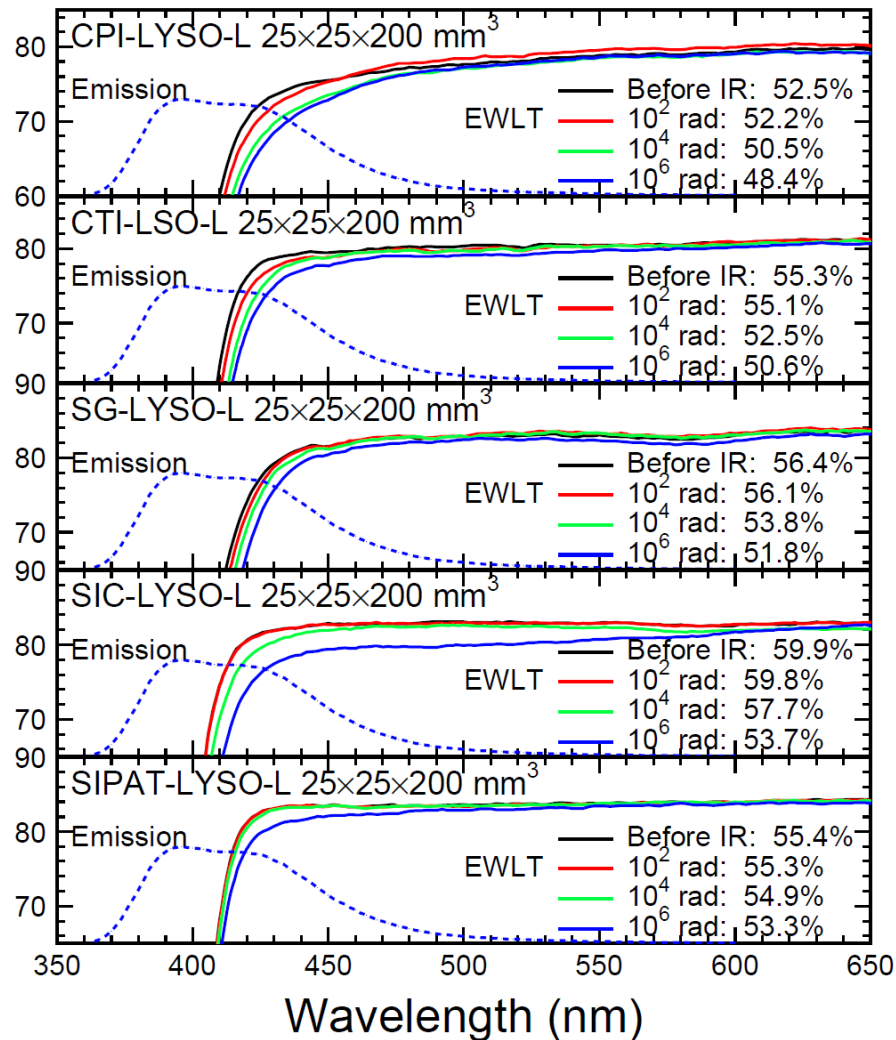 80
CPI-LYSO-L 25×25×200 mm³
Emission
Before IR: 52.5%
EWLT
10² rad: 52.2%
70
10⁴ rad: 50.5%
10⁶ rad: 48.4%
60
CTI-LSO-L 25×25×200 mm³
80
Emission
Before IR: 55.3%
EWLT
10² rad: 55.1%
70
10⁴ rad: 52.5%
10⁶ rad: 50.6%
90
SG-LYSO-L 25×25×200 mm³
80
Emission
Before IR: 56.4%
EWLT
10² rad: 56.1%
70
10⁴ rad: 53.8%
10⁶ rad: 51.8%
90
SIC-LYSO-L 25×25×200 mm³
80
Emission
Before IR: 59.9%
EWLT
10² rad: 59.8%
70
10⁴ rad: 57.7%
10⁶ rad: 53.7%
90
SIPAT-LYSO-L 25×25×200 mm³
80
Emission
Before IR: 55.4%
EWLT
10² rad: 55.3%
70
10⁴ rad: 54.9%
10⁶ rad: 53.3%
350 400 450 500 550 600 650
Wavelength (nm)